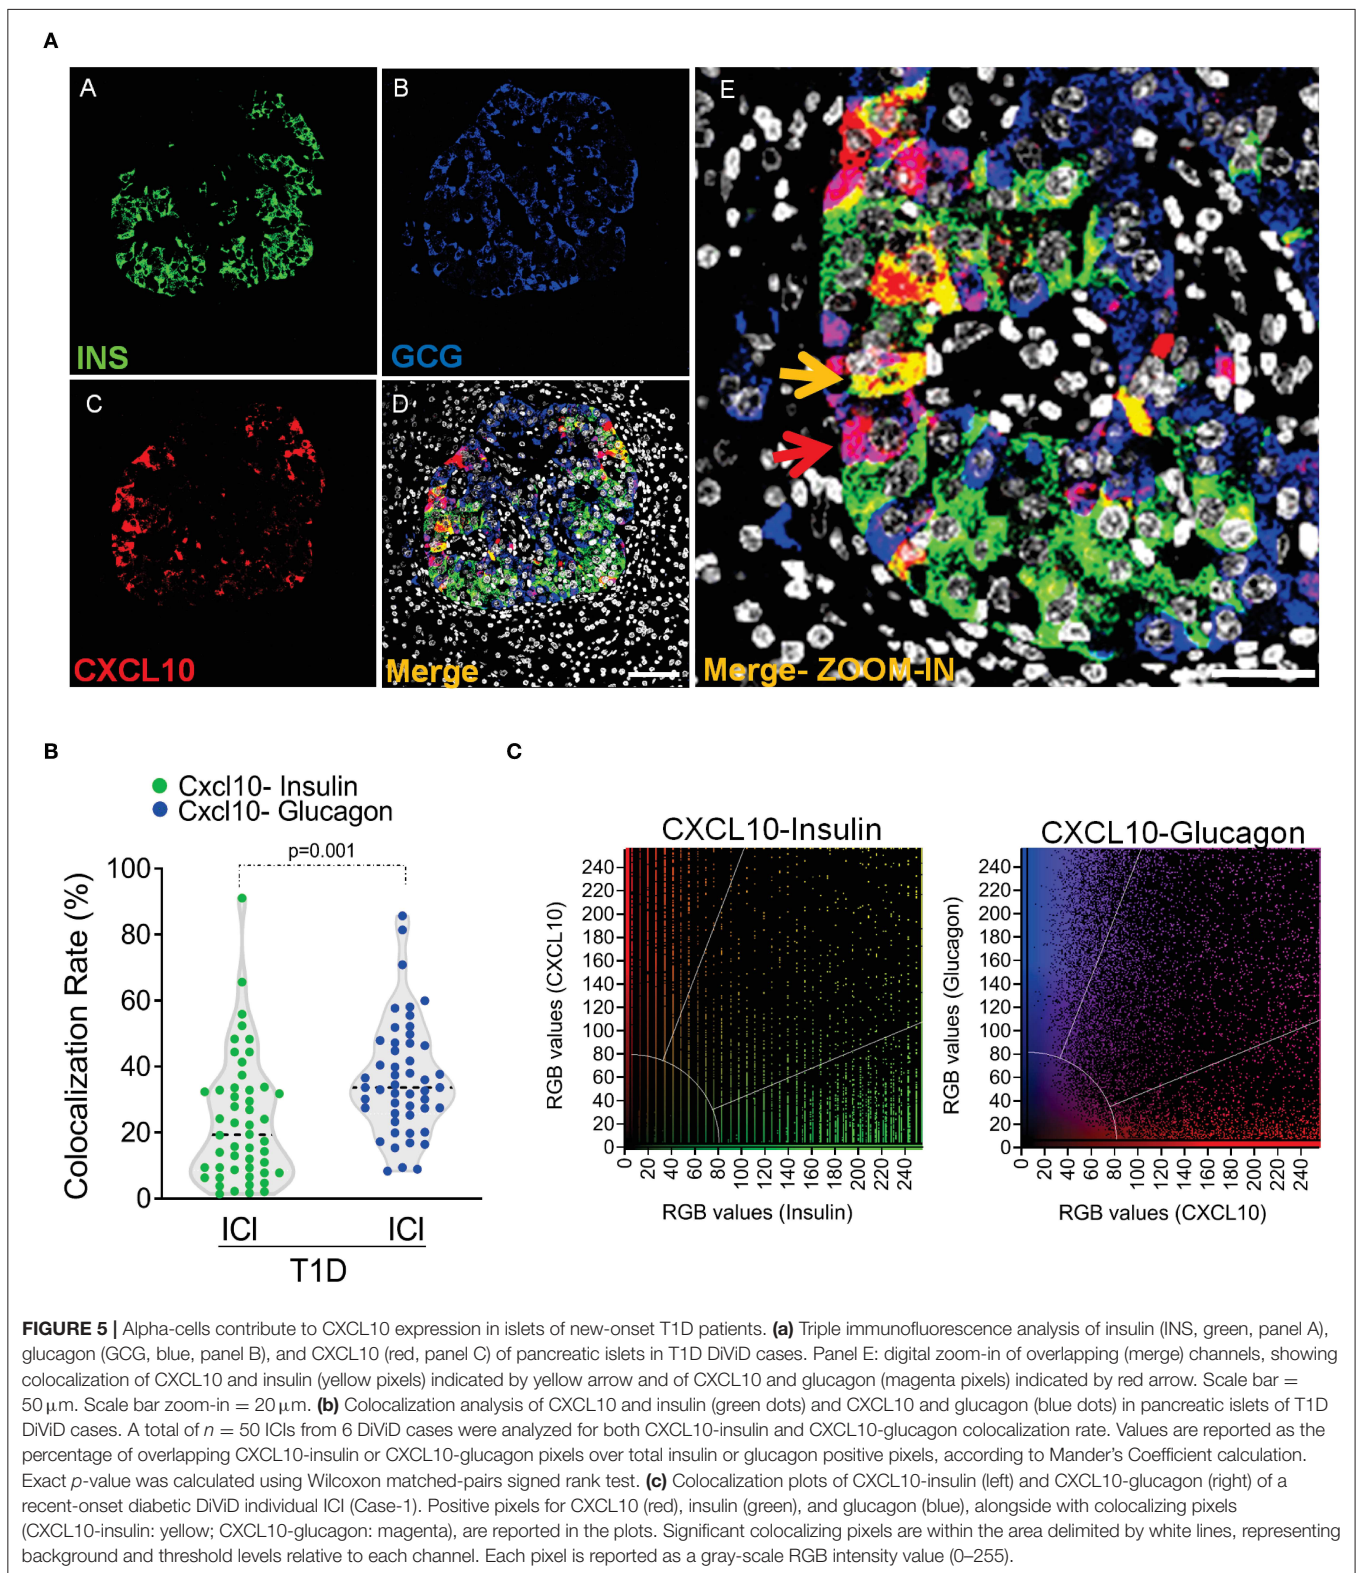 A
A
B
E
INS
GCG
C
D
CXCL10
Merge
Merge- ZOOM-IN
B
Cxcl10- Insulin
Cxcl10- Glucagon
p=0.001
Colocalization Rate (%)
100
80
60
40
20
0
ICI
ICI
T1D
C
CXCL10-Insulin
RGB values (CXCL10)
240
220
200
180
160
140
120
100
80
60
40
20
0
0 20 40 60 80 100 120 140 160 180 200 220 240
RGB values (Insulin)
CXCL10-Glucagon
RGB values (Glucagon)
240
220
200
180
160
140
120
100
80
60
40
20
0
0 20 40 60 80 100 120 140 160 180 200 220 240
RGB values (CXCL10)
FIGURE 5 | Alpha-cells contribute to CXCL10 expression in islets of new-onset T1D patients. (a) Triple immunofluorescence analysis of insulin (INS, green, panel A),
glucagon (GCG, blue, panel B), and CXCL10 (red, panel C) of pancreatic islets in T1D DiViD cases. Panel E: digital zoom-in of overlapping (merge) channels, showing
colocalization of CXCL10 and insulin (yellow pixels) indicated by yellow arrow and of CXCL10 and glucagon (magenta pixels) indicated by red arrow. Scale bar =
50 μm. Scale bar zoom-in = 20 μm. (b) Colocalization analysis of CXCL10 and insulin (green dots) and CXCL10 and glucagon (blue dots) in pancreatic islets of T1D
DiViD cases. A total of n = 50 ICIs from 6 DiViD cases were analyzed for both CXCL10-insulin and CXCL10-glucagon colocalization rate. Values are reported as the
percentage of overlapping CXCL10-insulin or CXCL10-glucagon pixels over total insulin or glucagon positive pixels, according to Mander's Coefficient calculation.
Exact p-value was calculated using Wilcoxon matched-pairs signed rank test. (c) Colocalization plots of CXCL10-insulin (left) and CXCL10-glucagon (right) of a
recent-onset diabetic DiViD individual ICI (Case-1). Positive pixels for CXCL10 (red), insulin (green), and glucagon (blue), alongside with colocalizing pixels
(CXCL10-insulin: yellow; CXCL10-glucagon: magenta), are reported in the plots. Significant colocalizing pixels are within the area delimited by white lines, representing
background and threshold levels relative to each channel. Each pixel is reported as a gray-scale RGB intensity value (0–255).